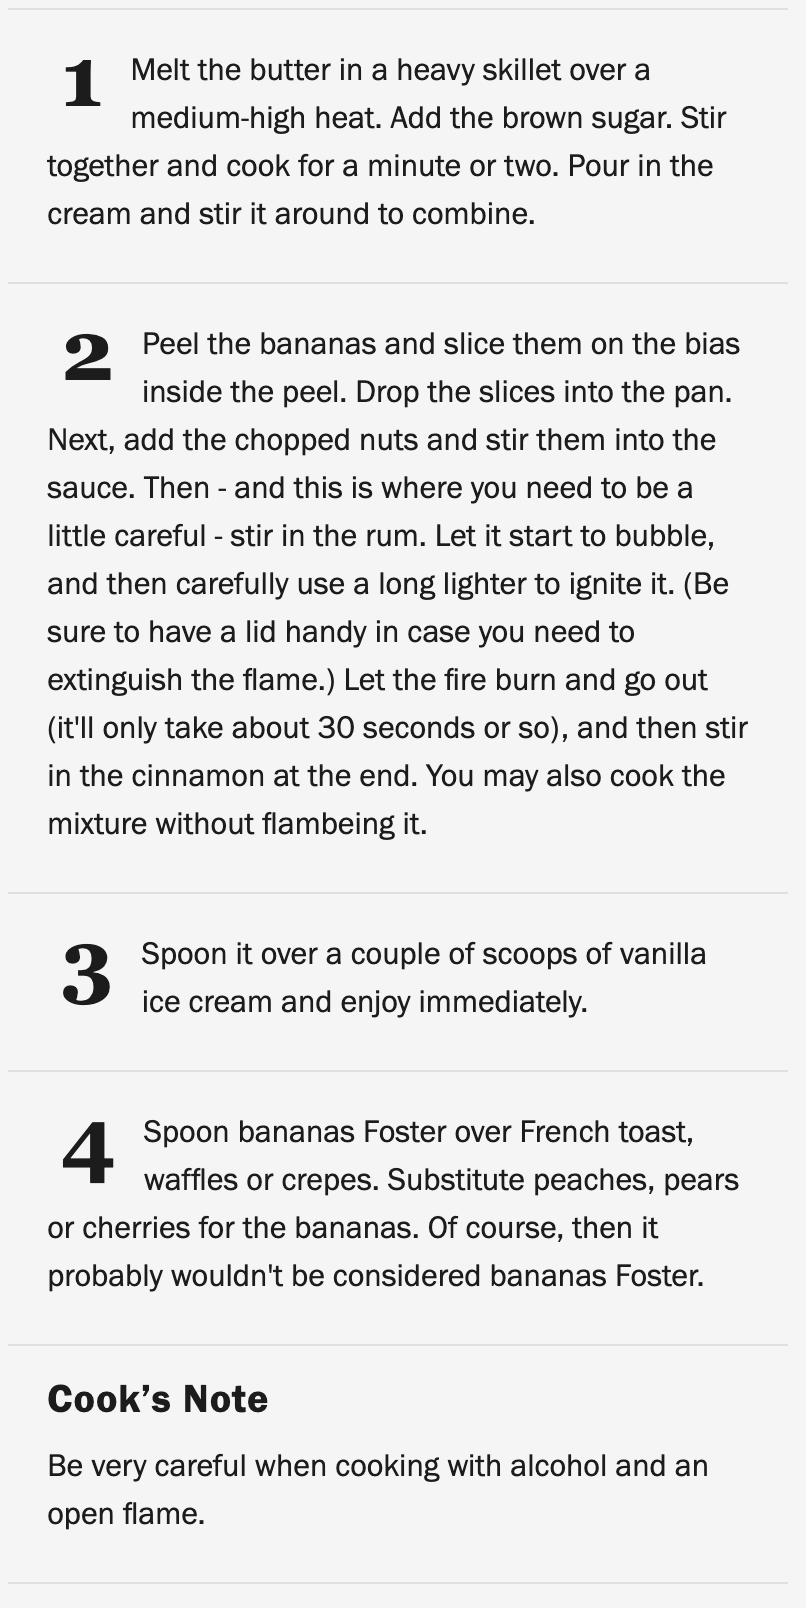 1 Melt the butter in a heavy skillet over a
medium-high heat. Add the brown sugar. Stir
together and cook for a minute or two. Pour in the
cream and stir it around to combine.
2 Peel the bananas and slice them on the bias
inside the peel. Drop the slices into the pan.
Next, add the chopped nuts and stir them into the
sauce. Then - and this is where you need to be a
little careful - stir in the rum. Let it start to bubble,
and then carefully use a long lighter to ignite it. (Be
sure to have a lid handy in case you need to
extinguish the flame.) Let the fire burn and go out
(it'll only take about 30 seconds or so), and then stir
in the cinnamon at the end. You may also cook the
mixture without flambeing it.
3 Spoon it over a couple of scoops of vanilla
ice cream and enjoy immediately.
4 Spoon bananas Foster over French toast,
waffles or crepes. Substitute peaches, pears
or cherries for the bananas. Of course, then it
probably wouldn't be considered bananas Foster.
Cook’s Note
Be very careful when cooking with alcohol and an
open flame.